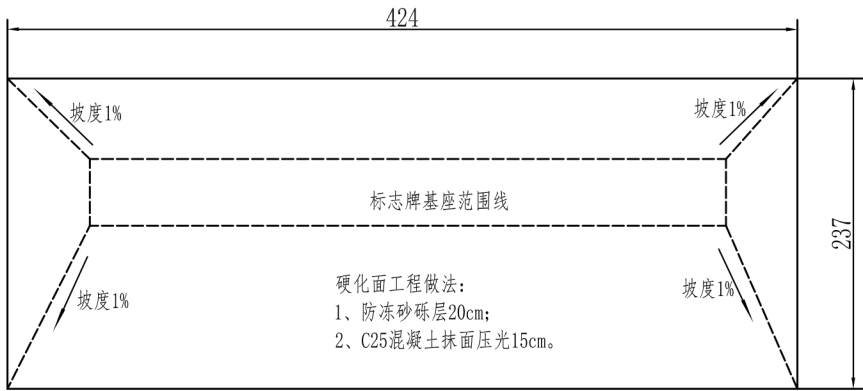 424
坡度1%
坡度1%
标志牌基座范围线
237
坡度1%
坡度1%
硬化面工程做法：
1、防冻砂砾层20cm；
2、C25混凝土抹面压光15cm。